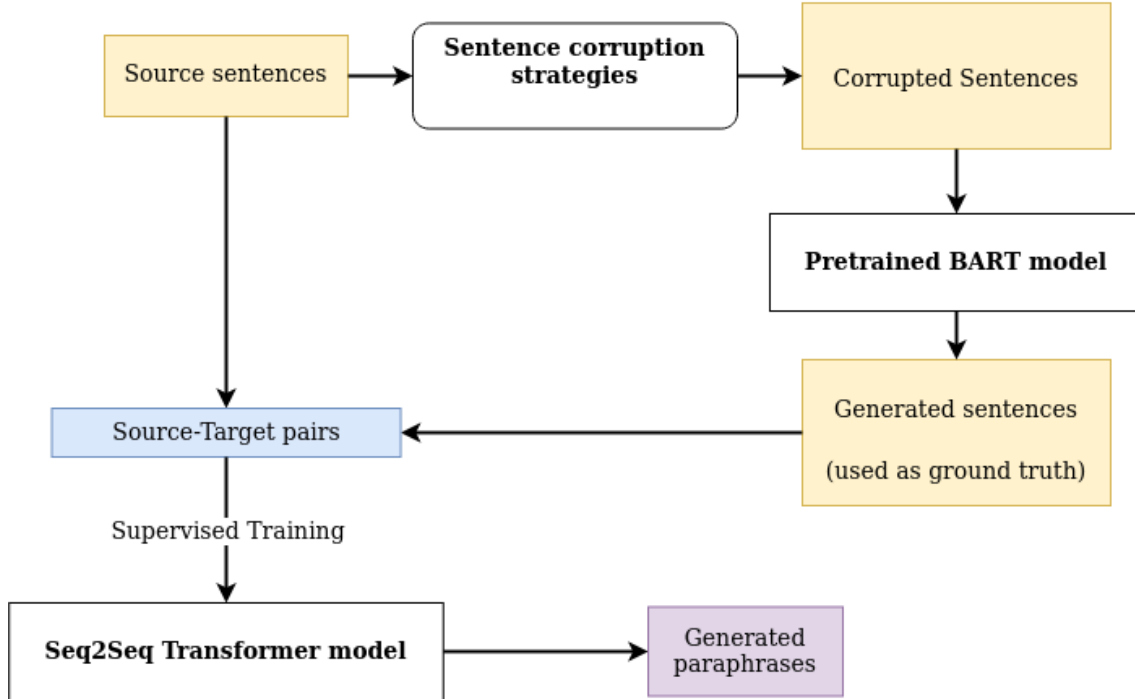 Source sentences
Sentence corruption
strategies
Corrupted Sentences
Pretrained BART model
Generated sentences
(used as ground truth)
Source-Target pairs
Supervised Training
Seq2Seq Transformer model
Generated
paraphrases